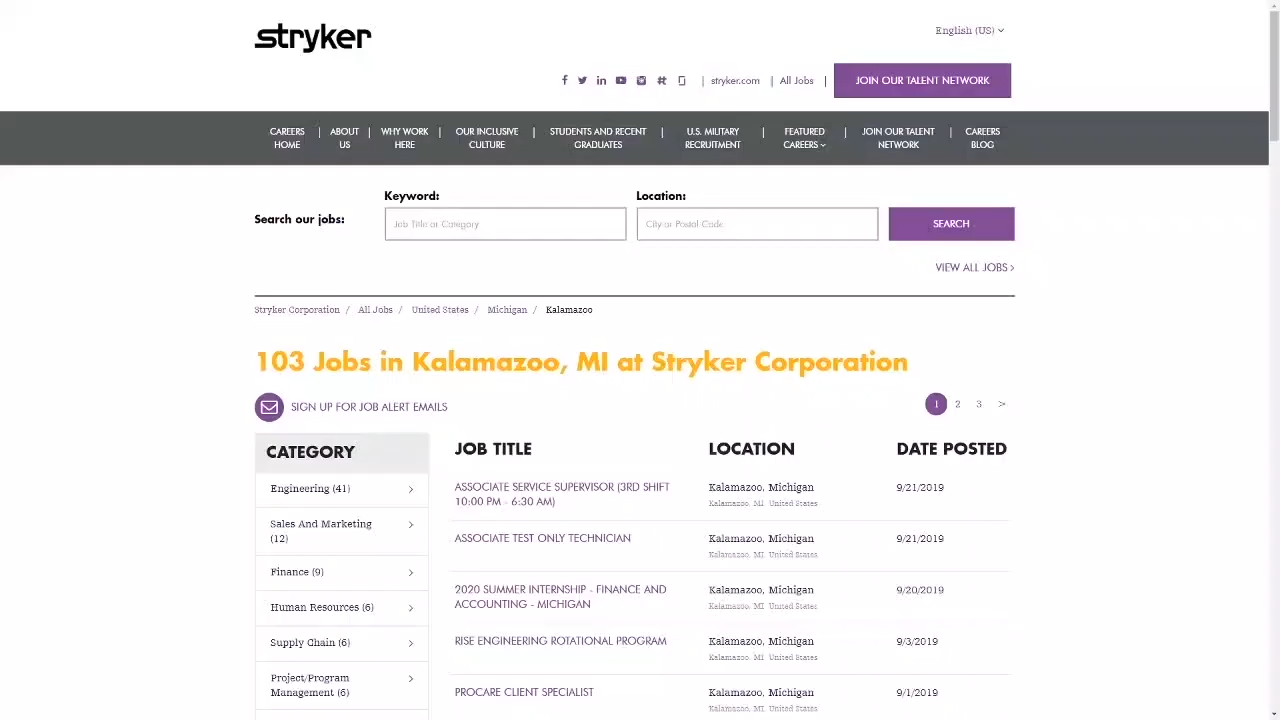 stryker
English (US)
stryker.com | All Jobs |
JOIN OUR TALENT NETWORK
CAREERS HOME | ABOUT US | WHY WORK HERE | OUR INCLUSIVE CULTURE | STUDENTS AND RECENT GRADUATES | U.S. MILITARY RECRUITMENT | FEATURED CAREERS | JOIN OUR TALENT NETWORK | CAREERS BLOG
Keyword:
Location:
Search our jobs:
Job Title or Category
City or Postal Code
SEARCH
VIEW ALL JOBS >
Stryker Corporation / All Jobs / United States / Michigan / Kalamazoo
103 Jobs in Kalamazoo, MI at Stryker Corporation
SIGN UP FOR JOB ALERT EMAILS
1 2 3 >
CATEGORY
Engineering (41)
Sales And Marketing
(12)
Finance (9)
Human Resources (6)
Supply Chain (6)
Project/Program
Management (6)
JOB TITLE LOCATION DATE POSTED
ASSOCIATE SERVICE SUPERVISOR (3RD SHIFT
10:00 PM - 6:30 AM)
Kalamazoo, Michigan
Kalamazoo, MI United States
9/21/2019
ASSOCIATE TEST ONLY TECHNICIAN
Kalamazoo, Michigan
Kalamazoo, MI United States
9/21/2019
2020 SUMMER INTERNSHIP - FINANCE AND
ACCOUNTING - MICHIGAN
Kalamazoo, Michigan
Kalamazoo, MI United States
9/20/2019
RISE ENGINEERING ROTATIONAL PROGRAM
Kalamazoo, Michigan
Kalamazoo, MI United States
9/3/2019
PROCARE CLIENT SPECIALIST
Kalamazoo, Michigan
Kalamazoo, MI United States
9/1/2019